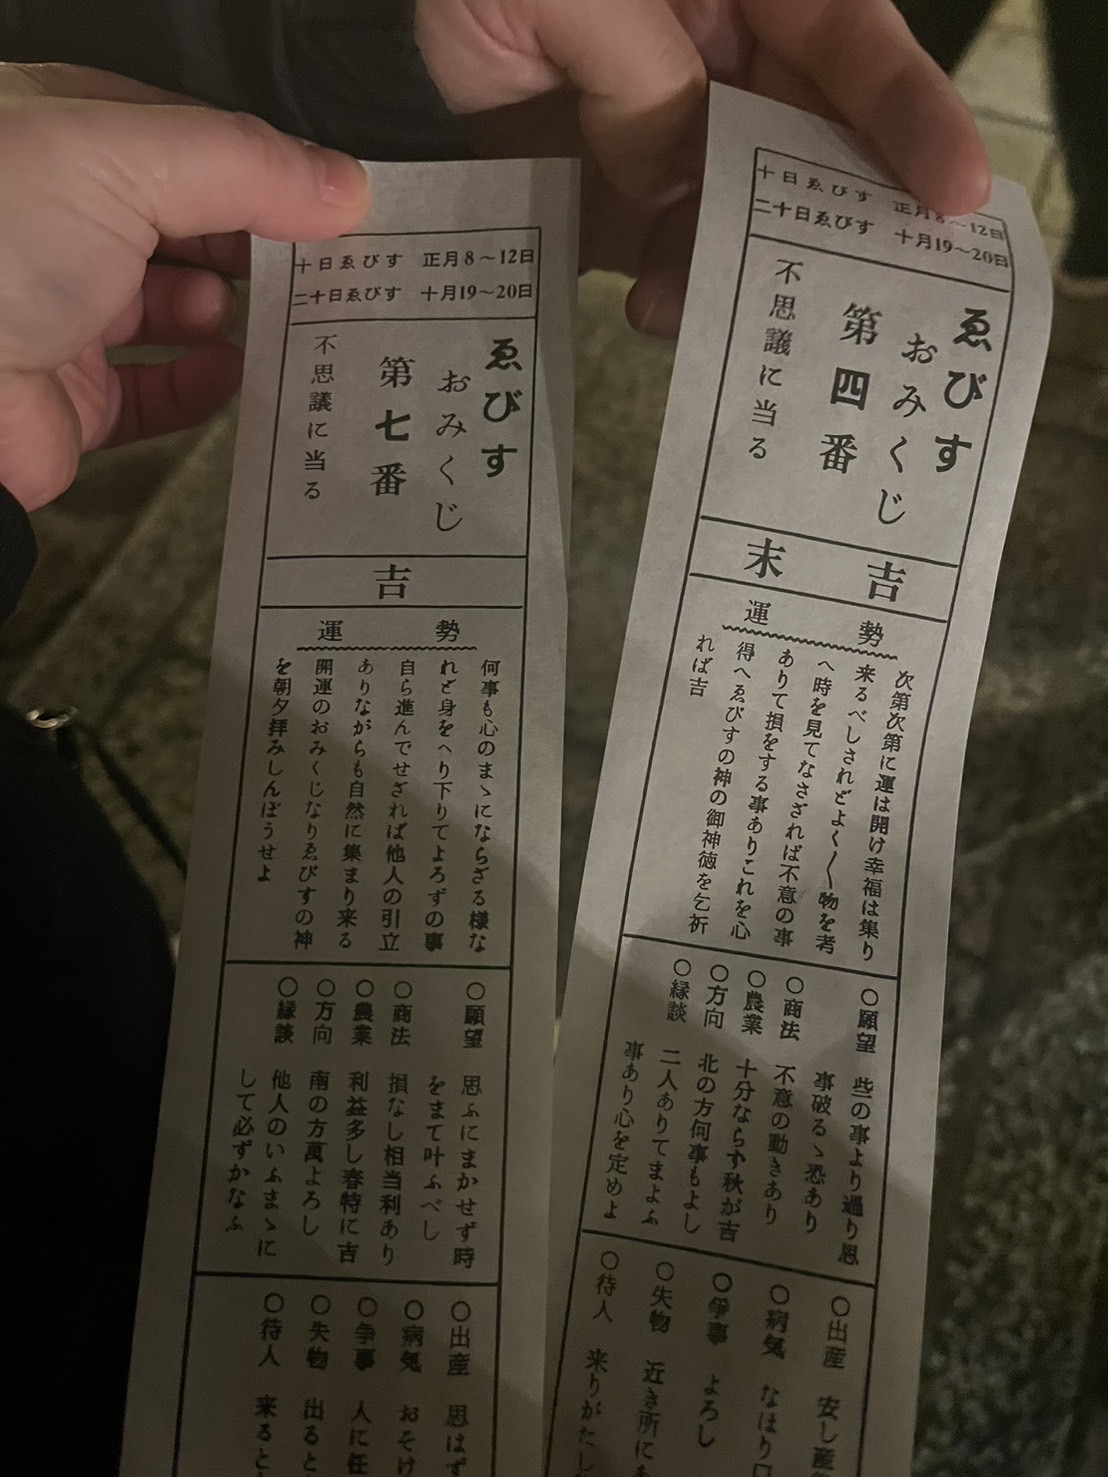 十日ゑびす 正月8～12日
二十日ゑびす 十月19～20日
ゑびす
おみくじ
第七番
不思議に当る
吉
運勢
何事も心のまゝにならざる様な
れど身をへり下りてよろずの事
自ら進んでせざれば他人の引立
ありながらも自然に集まり来る
開運のおみくじなりゑびすの神
を朝夕拝みしんぼうせよ
○願望 思ふにまかせず時
をまて叶ふべし
○商法 損なし相当利あり
○農業 利益多し春特に吉
○方向 南の方萬よろし
○縁談 他人のいふまゝに
して必ずかなふ
○出産 思はず
○病気 おそけ
○争事 人に任
○失物 出ると
○待人 来ると
十日ゑびす 正月8～12日
二十日ゑびす 十月19～20日
ゑびす
おみくじ
第四番
不思議に当る
末吉
運勢
次第次第に運は開け幸福は集り
来るべしされどよく〱物を考
へ時を見てなさざれば不意の事
ありて損をする事ありこれを心
得へゑびすの神の御神徳を乞祈
れば吉
○願望 些の事より過り思
事破るゝ恐あり
○商法 不意の動きあり
○農業 十分ならず秋が吉
○方向 北の方何事もよし
○縁談 二人ありてまよふ
事あり心を定めよ
○出産 安し産
○病気 なほり
○争事 よろし
○失物 近き所に
○待人 来りがたし